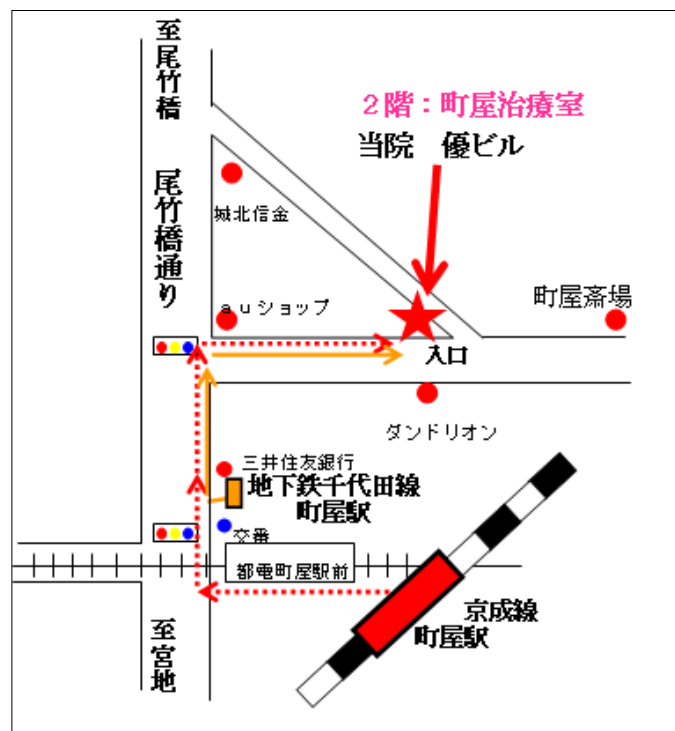 至尾竹橋
2階：町屋治療室
当院　優ビル
尾竹橋通り
城北信金
町屋斎場
ａｕショップ
入口
ダンドリオン
三井住友銀行
地下鉄千代田線
町屋駅
交番
都電町屋駅前
京成線
町屋駅
至宮地